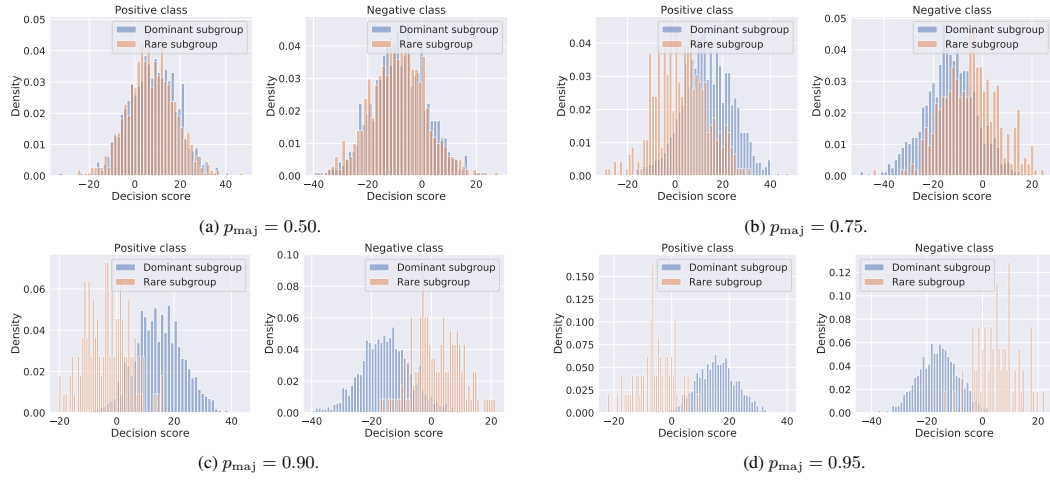 Positive class
0.05
0.04
0.03
0.02
0.01
0.00
Density
Dominant subgroup
Rare subgroup
−20 0 20 40
Decision score
Negative class
0.04
0.03
0.02
0.01
0.00
Density
Dominant subgroup
Rare subgroup
−40 −20 0 20
Decision score
(a) pmaj = 0.50.
Positive class
0.04
0.03
0.02
0.01
0.00
Density
Dominant subgroup
Rare subgroup
−20 0 20 40
Decision score
Negative class
0.05
0.04
0.03
0.02
0.01
0.00
Density
Dominant subgroup
Rare subgroup
−40 −20 0 20
Decision score
(b) pmaj = 0.75.
Positive class
0.06
0.04
0.02
0.00
Density
Dominant subgroup
Rare subgroup
−20 0 20 40
Decision score
Negative class
0.10
0.08
0.06
0.04
0.02
0.00
Density
Dominant subgroup
Rare subgroup
−40 −20 0 20
Decision score
(c) pmaj = 0.90.
Positive class
0.150
0.125
0.100
0.075
0.050
0.025
0.000
Density
Dominant subgroup
Rare subgroup
−20 0 20 40
Decision score
Negative class
0.12
0.10
0.08
0.06
0.04
0.02
0.00
Density
Dominant subgroup
Rare subgroup
−40 −20 0 20
Decision score
(d) pmaj = 0.95.